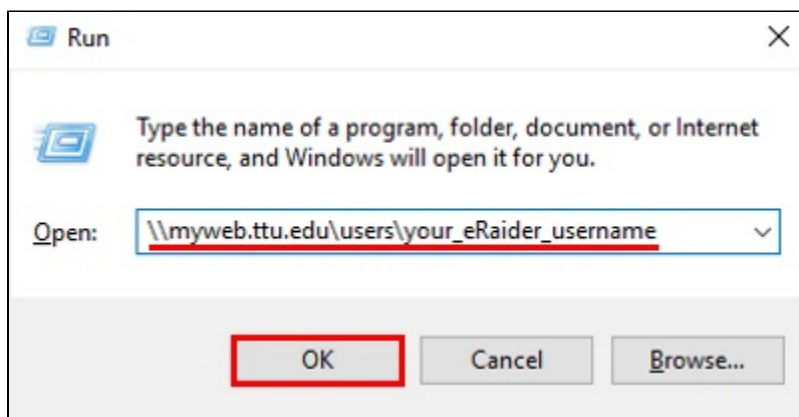 Run
Type the name of a program, folder, document, or Internet
resource, and Windows will open it for you.
Open: \\myweb.ttu.edu\users\your_eRaider_username
OK Cancel Browse...